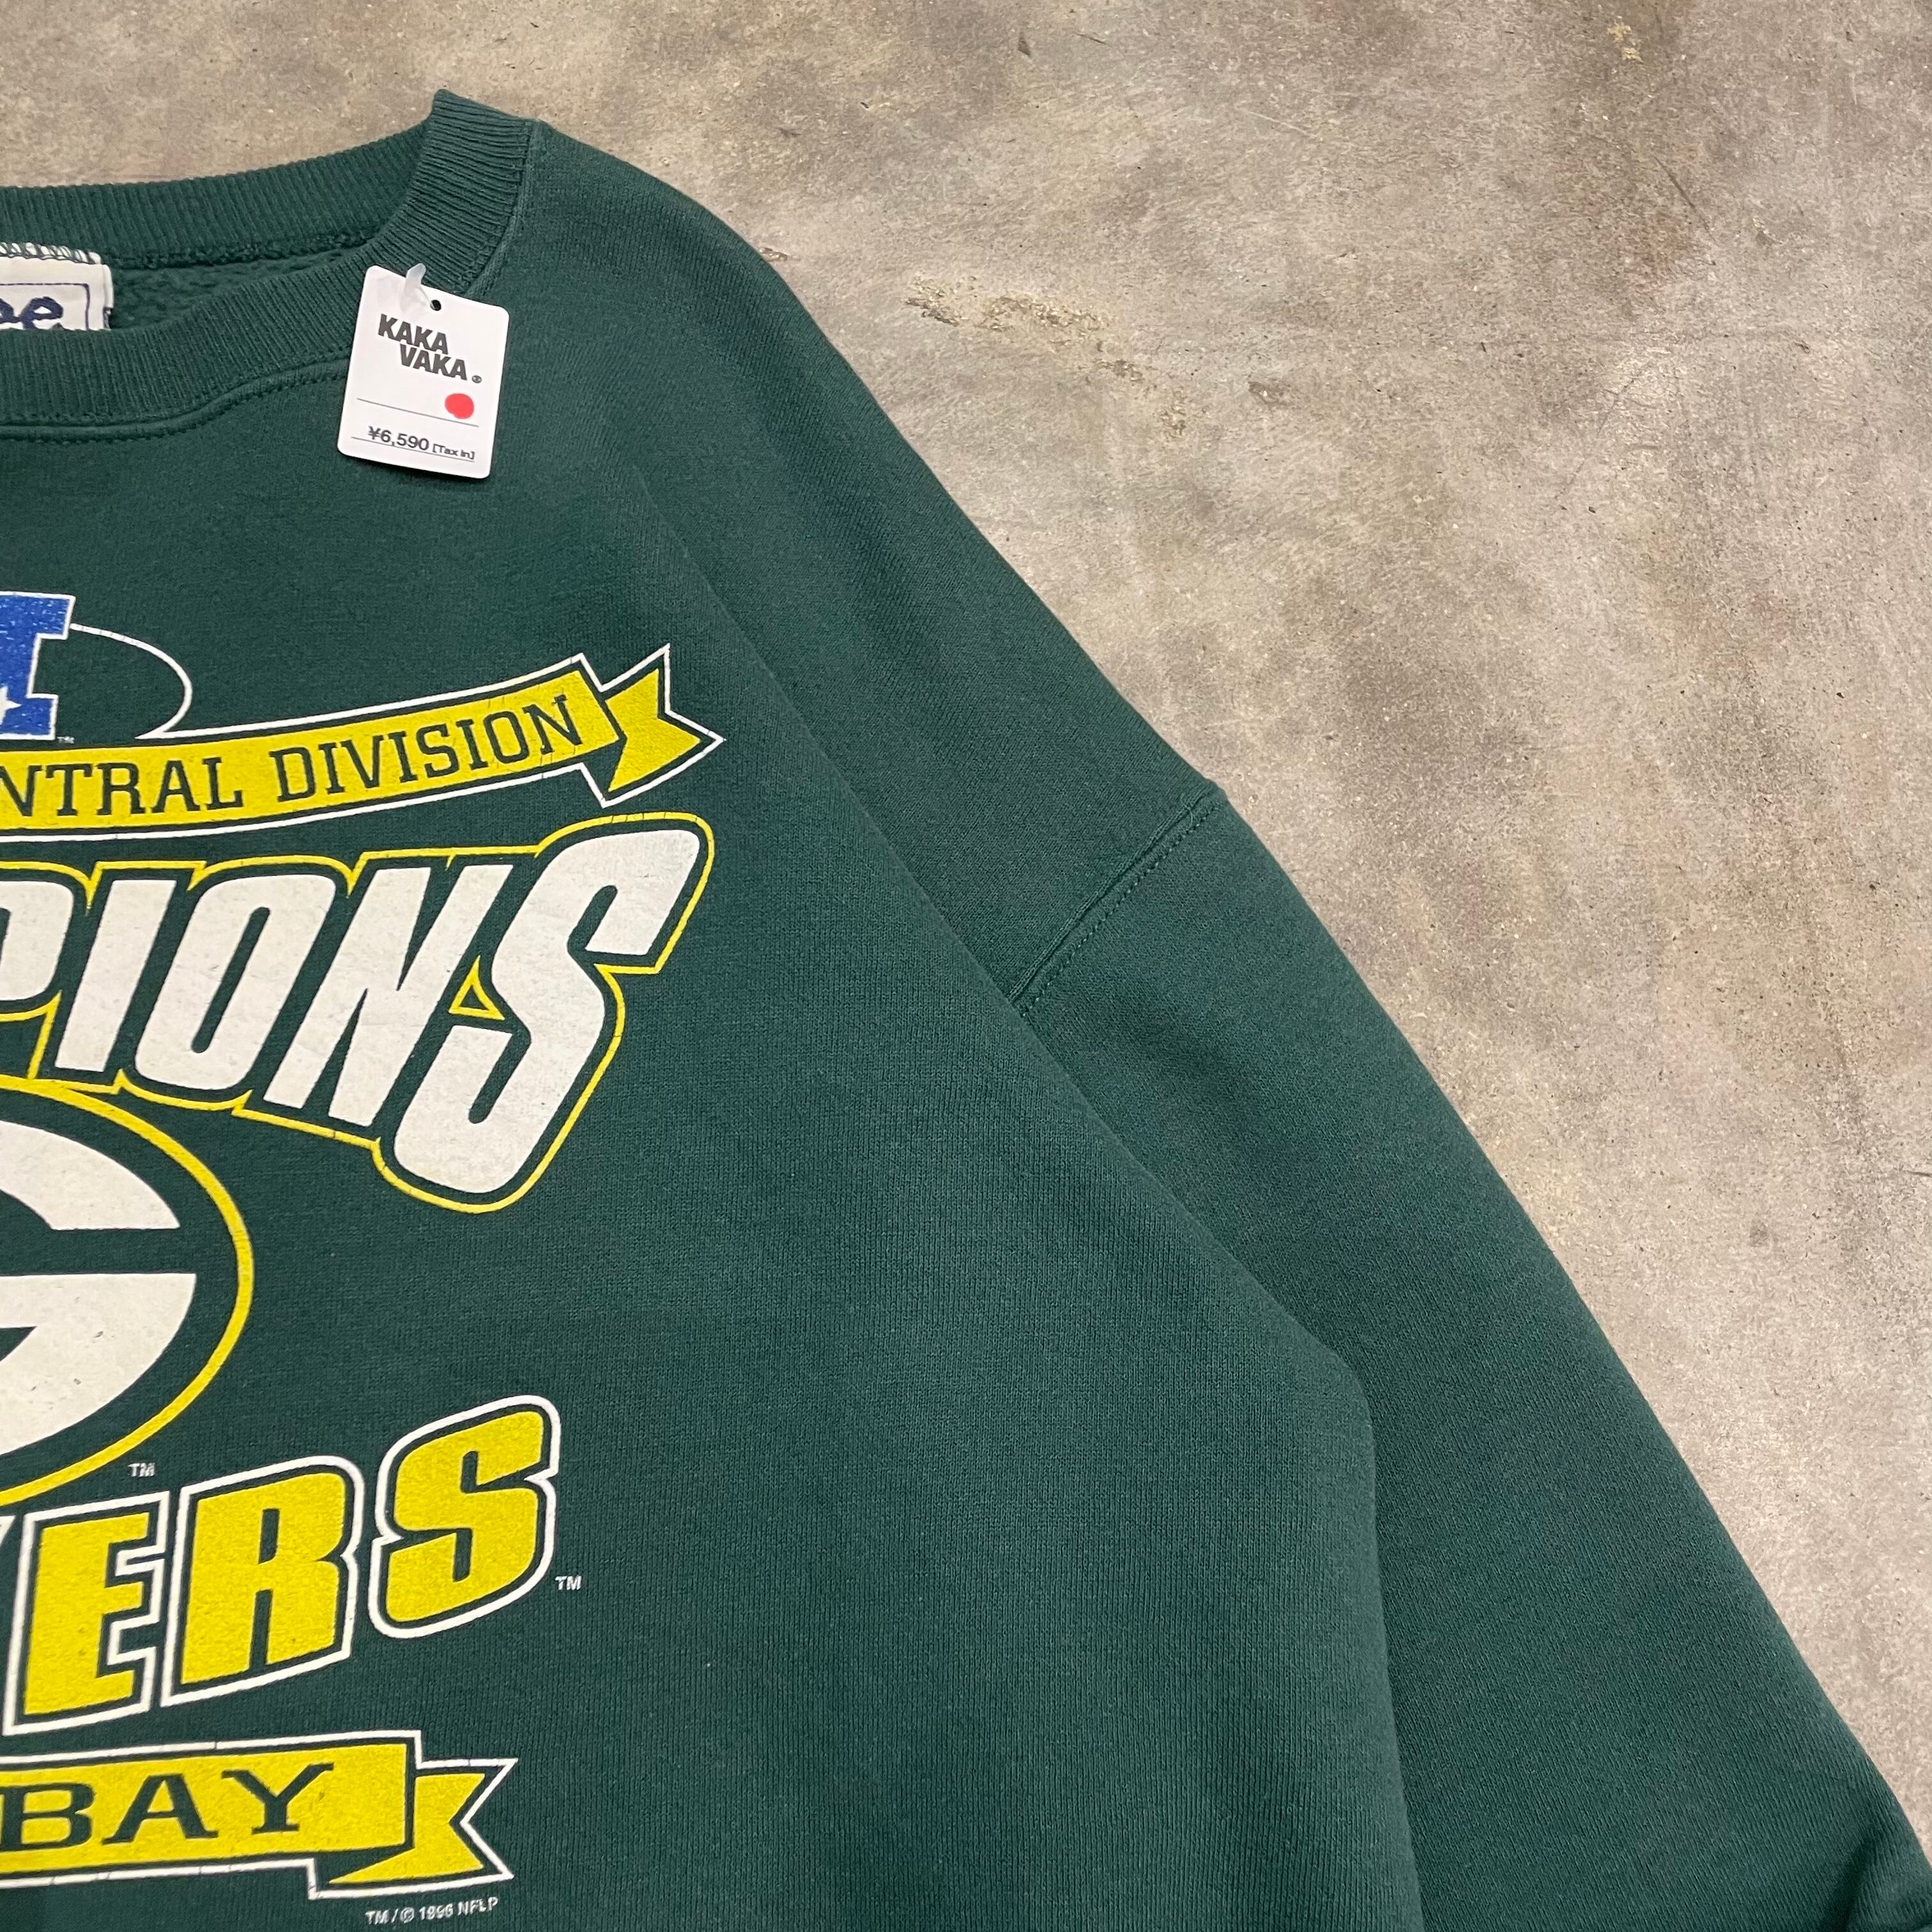 KAKA
VAKA®
¥6,590 [Tax in]
NTRAL DIVISION
PIONS
TM
ERS
TM
BAY
TM/© 1996 NFLP